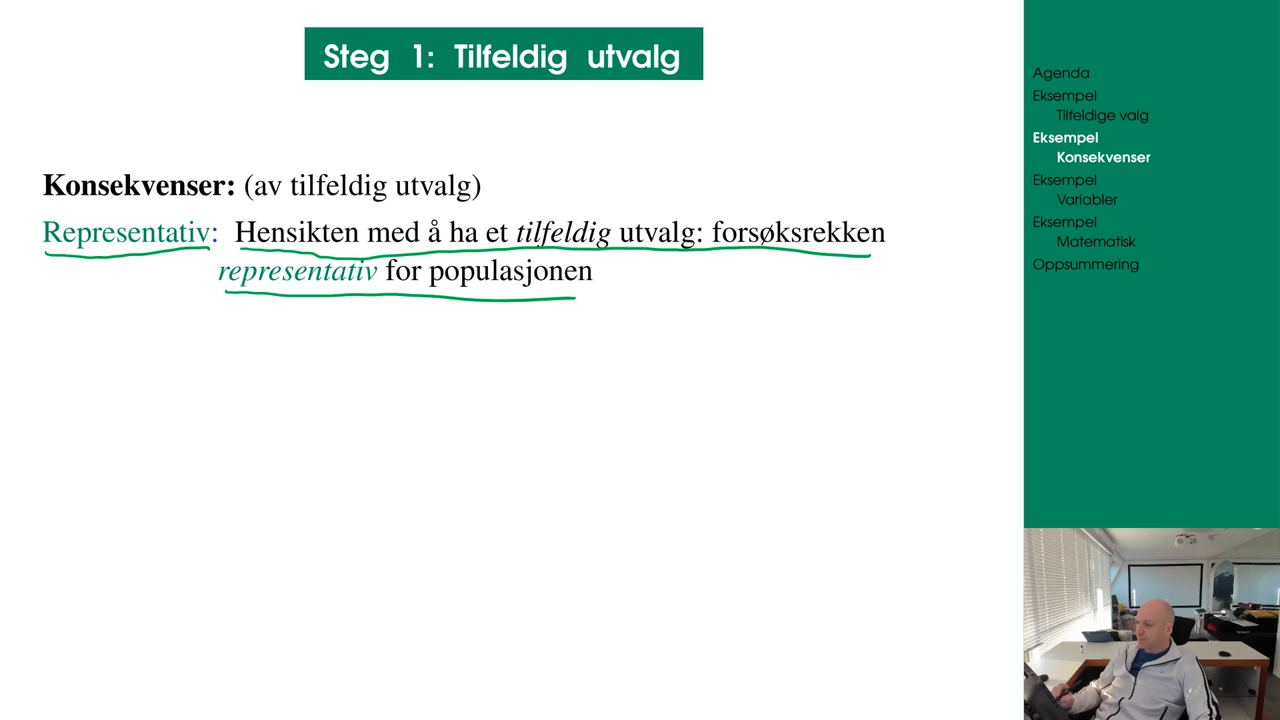 Steg 1: Tilfeldig utvalg
Konsekvenser: (av tilfeldig utvalg)
Representativ: Hensikten med å ha et tilfeldig utvalg: forsøksrekken
representativ for populasjonen
Agenda
Eksempel
Tilfeldige valg
Eksempel
Konsekvenser
Eksempel
Variabler
Eksempel
Matematisk
Oppsummering